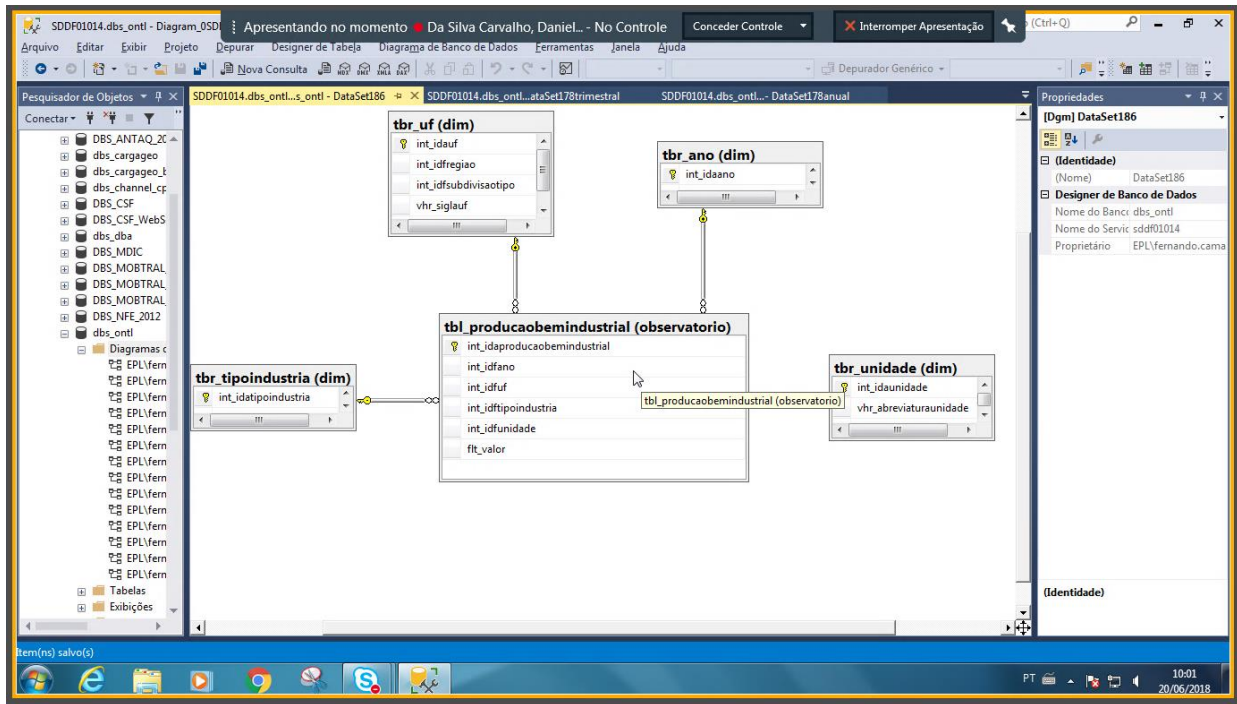 SDDF01014.dbs_ontl - Diagram_0SDI
Apresentando no momento
Da Silva Carvalho, Daniel... - No Controle
Conceder Controle
Interromper Apresentação
(Ctrl+Q)
Arquivo Editar Exibir Projeto Depurar Designer de Tabela Diagrama de Banco de Dados Ferramentas Janela Ajuda
Nova Consulta
Depurador Genérico
Pesquisador de Objetos
SDDF01014.dbs_ontl...s_ontl - DataSet186
SDDF01014.dbs_ontl...ataSet178trimestral
SDDF01014.dbs_ontl...- DataSet178anual
Conectar
DBS_ANTAQ_20
dbs_cargageo
dbs_cargageo_b
dbs_channel_cp
DBS_CSF
DBS_CSF_WebS
dbs_dba
DBS_MDIC
DBS_MOBTRAL
DBS_MOBTRAL
DBS_MOBTRAL
DBS_NFE_2012
dbs_ontl
Diagramas d
EPL\fern
EPL\fern
EPL\fern
EPL\fern
EPL\fern
EPL\fern
EPL\fern
EPL\fern
EPL\fern
EPL\fern
EPL\fern
EPL\fern
EPL\fern
EPL\fern
Tabelas
Exibições
tbr_uf (dim)
int_idauf
int_idfregiao
int_idfsubdivisaotipo
vhr_siglauf
tbr_ano (dim)
int_idaano
tbl_producaobemindustrial (observatorio)
int_idaproducaobemindustrial
int_idfano
int_idfuf
int_idftipoindustria
int_idfunidade
flt_valor
tbl_producaobemindustrial (observatorio)
tbr_tipoindustria (dim)
int_idatipoindustria
tbr_unidade (dim)
int_idaunidade
vhr_abreviaturaunidade
Propriedades
[Dgm] DataSet186
(Identidade)
(Nome) DataSet186
Designer de Banco de Dados
Nome do Banco dbs_ontl
Nome do Servic sddf01014
Proprietário EPL\fernando.cama
(Identidade)
Item(ns) salvo(s)
PT
10:01
20/06/2018